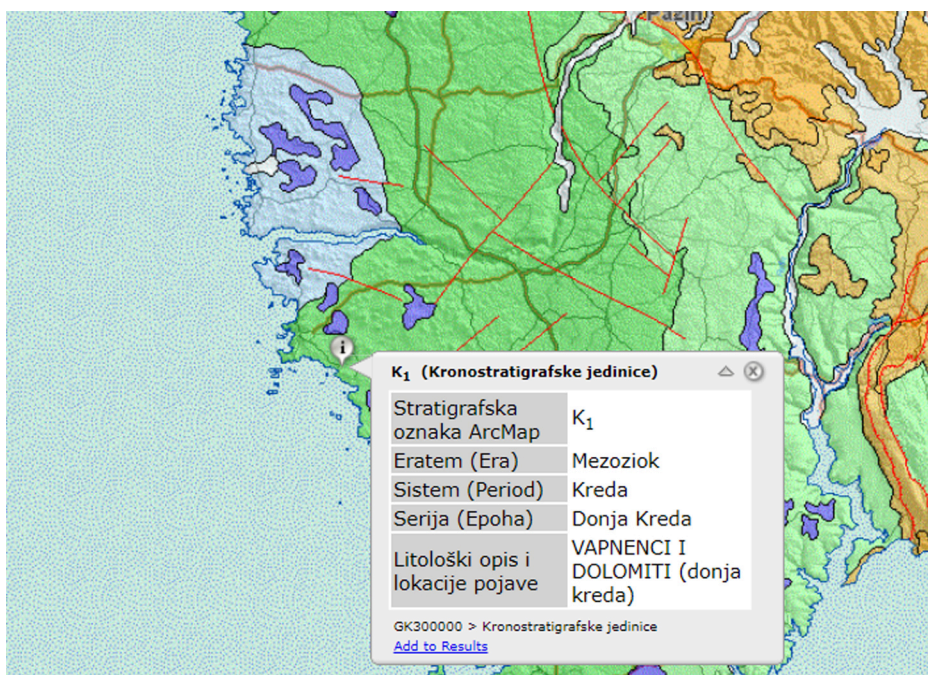 Pazin
i
K1 (Kronostratigrafske jedinice)
Stratigrafska
oznaka ArcMap
K1
Eratem (Era)
Mezoziok
Sistem (Period)
Kreda
Serija (Epoha)
Donja Kreda
Litološki opis i
lokacije pojave
VAPNENCI I
DOLOMITI (donja
kreda)
GK300000 > Kronostratigrafske jedinice
Add to Results